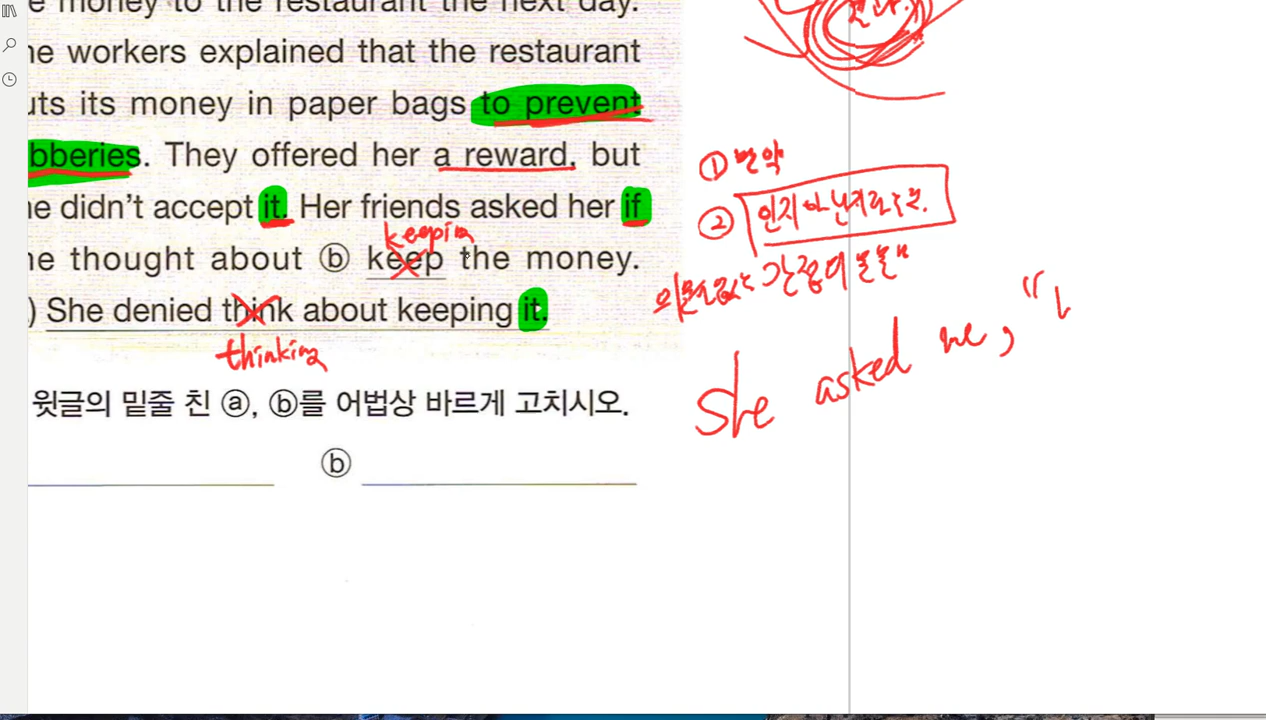 e money to the restaurant the next day.
he workers explained that the restaurant
uts its money in paper bags to prevent
bberies. They offered her a reward, but
he didn't accept it. Her friends asked her if
keepin
he thought about ⓑ keep the money.
) She denied think about keeping it.
thinking
윗글의 밑줄 친 ⓐ, ⓑ를 어법상 바르게 고치시오.
ⓑ
① 만약
② 인지 아닌지
She asked me, "